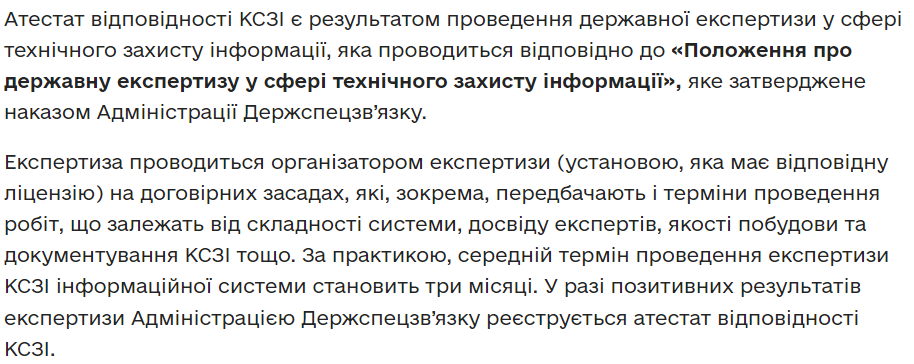 Атестат відповідності КСЗІ є результатом проведення державної експертизи у сфері
технічного захисту інформації, яка проводиться відповідно до «Положення про
державну експертизу у сфері технічного захисту інформації», яке затверджене
наказом Адміністрації Держспецзв’язку.
Експертиза проводиться організатором експертизи (установою, яка має відповідну
ліцензію) на договірних засадах, які, зокрема, передбачають і терміни проведення
робіт, що залежать від складності системи, досвіду експертів, якості побудови та
документування КСЗІ тощо. За практикою, середній термін проведення експертизи
КСЗІ інформаційної системи становить три місяці. У разі позитивних результатів
експертизи Адміністрацією Держспецзв’язку реєструється атестат відповідності
КСЗІ.